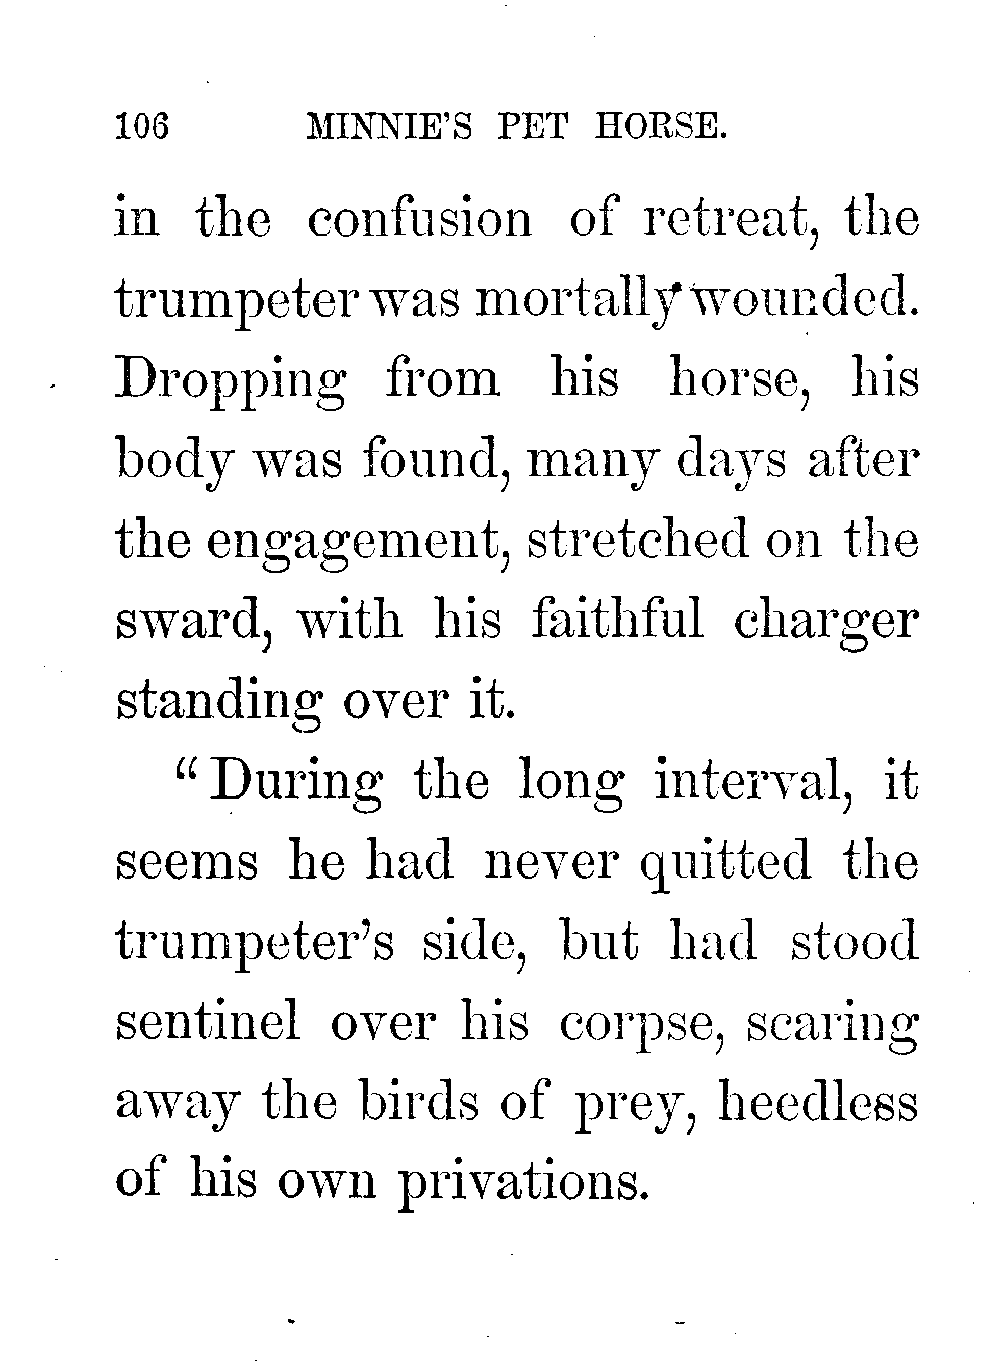 106 MINNIE'S PET HORSE.
in the confusion of retreat, the
trumpeter was mortally wounded.
Dropping from his horse, his
body was found, many days after
the engagement, stretched on the
sward, with his faithful charger
standing over it.
"During the long interval, it
seems he had never quitted the
trumpeter's side, but had stood
sentinel over his corpse, scaring
away the birds of prey, heedless
of his own privations.